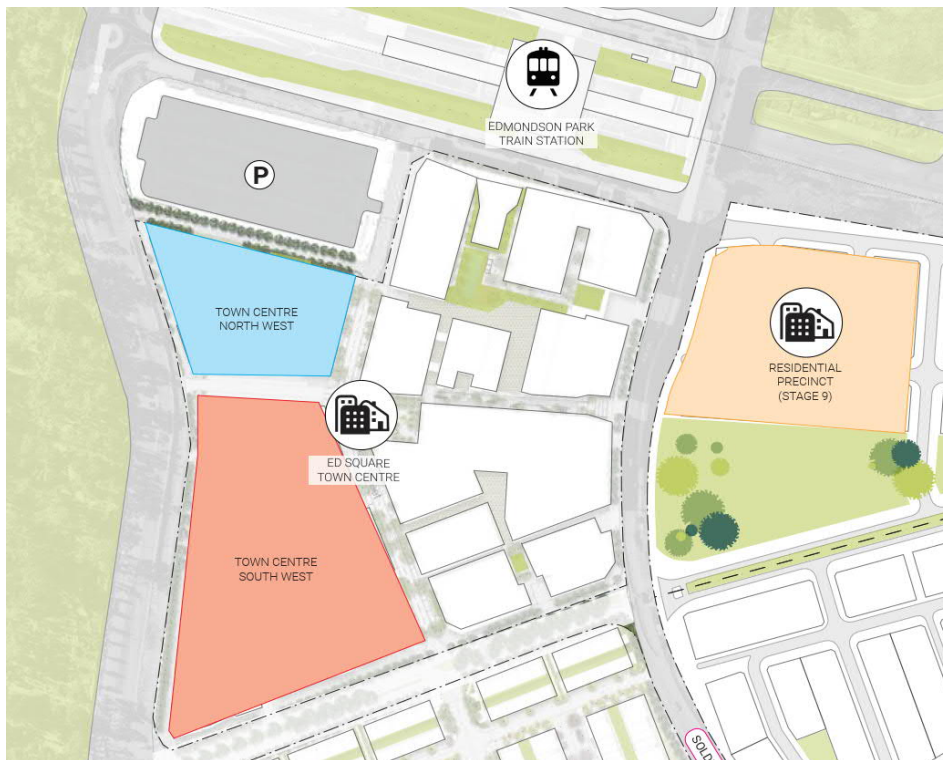 EDMONDSON PARK
TRAIN STATION
P
TOWN CENTRE
NORTH WEST
RESIDENTIAL
PRECINCT
(STAGE 9)
ED SQUARE
TOWN CENTRE
TOWN CENTRE
SOUTH WEST
SOLD